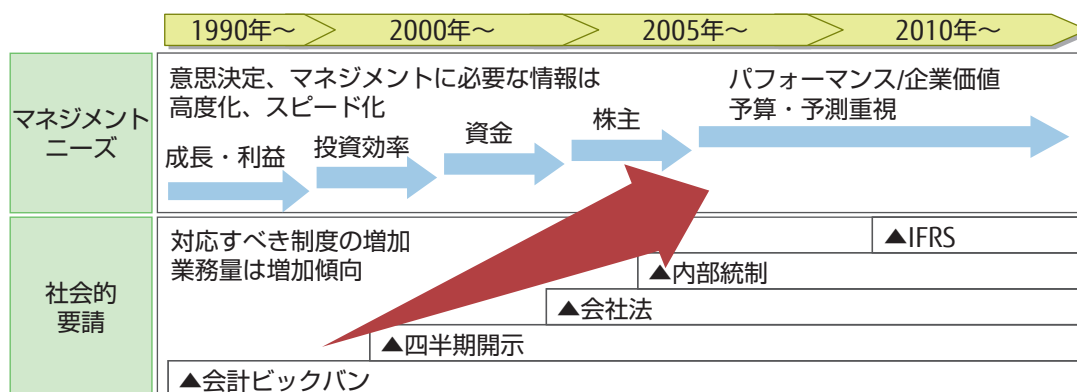 1990年～
2000年～
2005年～
2010年～
マネジメント
ニーズ
意思決定、マネジメントに必要な情報は
高度化、スピード化
成長・利益
投資効率
資金
株主
パフォーマンス/企業価値
予算・予測重視
社会的
要請
対応すべき制度の増加
業務量は増加傾向
▲IFRS
▲内部統制
▲会社法
▲四半期開示
▲会計ビックバン